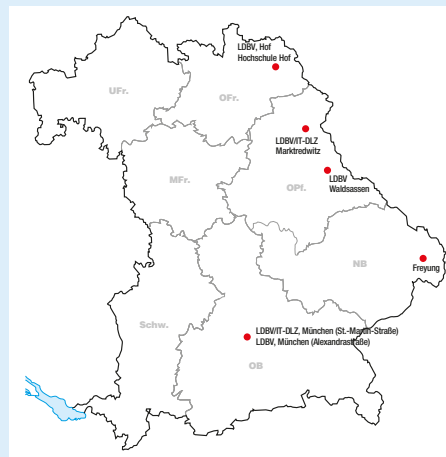 LDBV, Hof
Hochschule Hof
UFr.
OFr.
LDBV/IT-DLZ
Marktredwitz
MFr.
LDBV
Waldsassen
OPf.
NB
Freyung
Schw.
LDBV/IT-DLZ, München (St.-Martin-Straße)
LDBV, München (Alexandrastraße)
OB